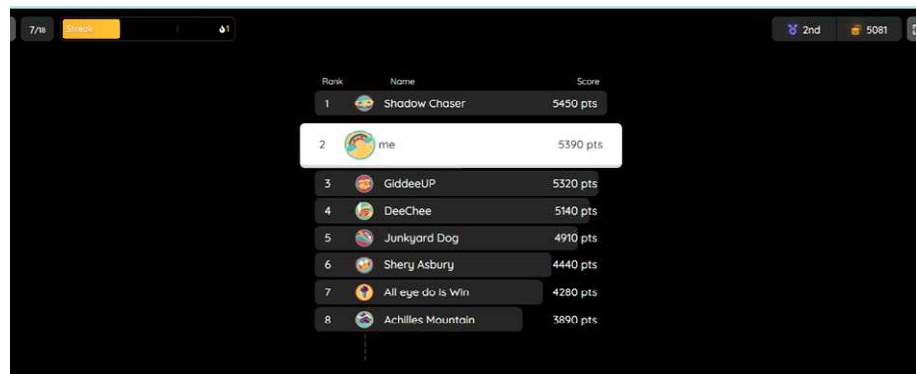 7/18 Streak 1 2nd 5081
Rank Name Score
1 Shadow Chaser 5450 pts
2 me 5390 pts
3 GiddeeUP 5320 pts
4 DeeChee 5140 pts
5 Junkyard Dog 4910 pts
6 Shery Asbury 4440 pts
7 All eye do is Win 4280 pts
8 Achilles Mountain 3890 pts